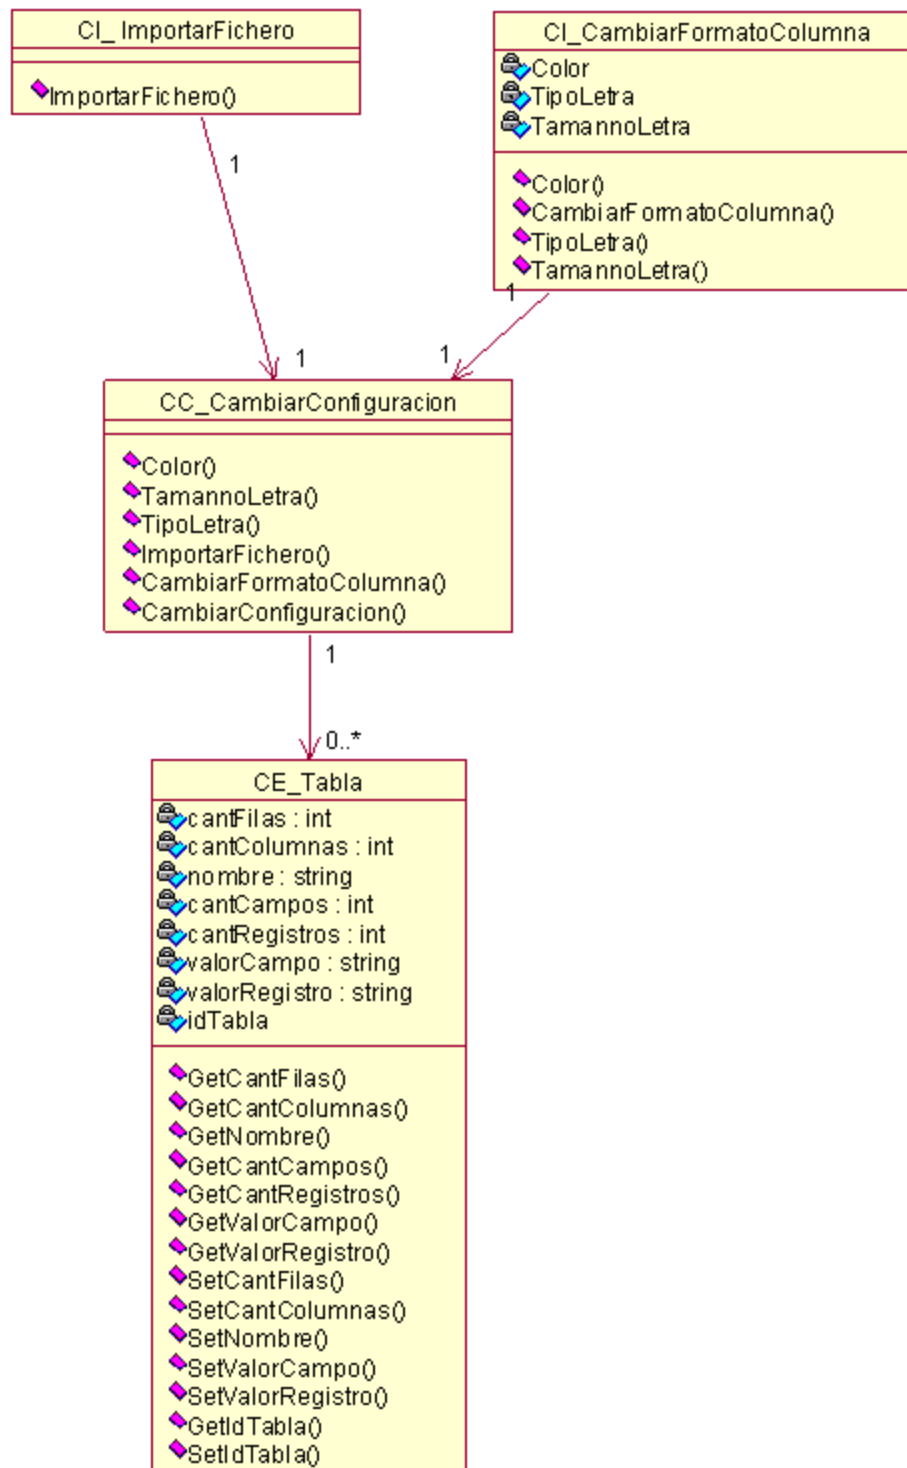 CI_ ImportarFichero
ImportarFichero()
CI_CambiarFormatoColumna
Color
TipoLetra
TamannoLetra
Color()
CambiarFormatoColumna()
TipoLetra()
TamannoLetra()
1
1
1
1
CC_CambiarConfiguracion
Color()
TamannoLetra()
TipoLetra()
ImportarFichero()
CambiarFormatoColumna()
CambiarConfiguracion()
1
0..*
CE_Tabla
cantFilas : int
cantColumnas : int
nombre : string
cantCampos : int
cantRegistros : int
valorCampo : string
valorRegistro : string
idTabla
GetCantFilas()
GetCantColumnas()
GetNombre()
GetCantCampos()
GetCantRegistros()
GetValorCampo()
GetValorRegistro()
SetCantFilas()
SetCantColumnas()
SetNombre()
SetValorCampo()
SetValorRegistro()
GetIdTabla()
SetIdTabla()